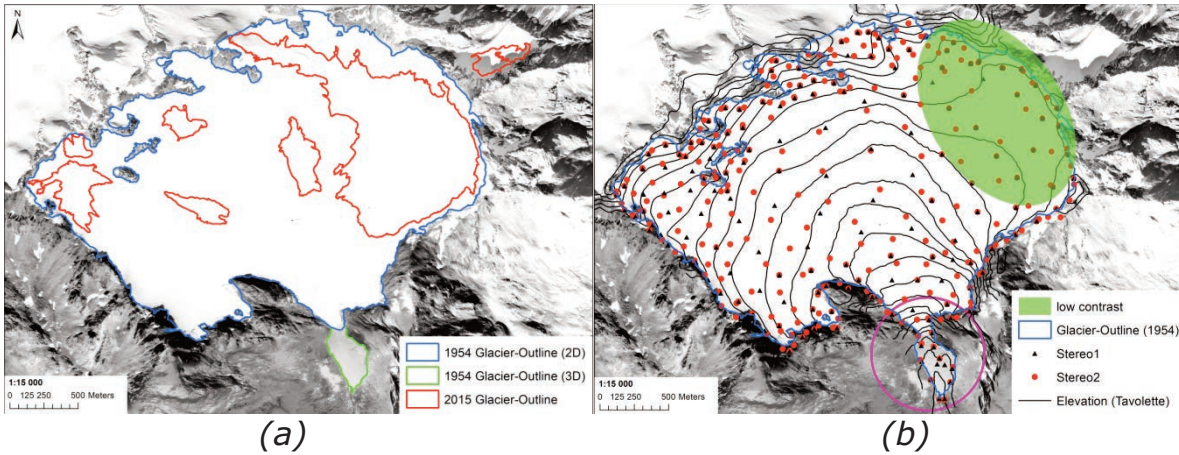 N
1954 Glacier-Outline (2D)
1954 Glacier-Outline (3D)
2015 Glacier-Outline
1:15 000
0 125 250 500 Meters
(a)
low contrast
Glacier-Outline (1954)
Stereo1
Stereo2
Elevation (Tavolette)
1:15 000
0 125 250 500 Meters
(b)